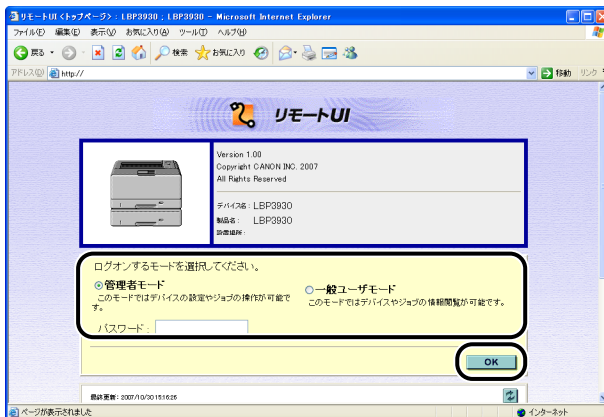 リモートUI <トップページ> : LBP3930 ; LBP3930 - Microsoft Internet Explorer
ファイル(F) 編集(E) 表示(V) お気に入り(A) ツール(T) ヘルプ(H)
戻る 検索 お気に入り
アドレス(D) http:// 移動 リンク
リモートUI
Version 1.00
Copyright CANON INC. 2007
All Rights Reserved
デバイス名: LBP3930
製品名: LBP3930
設置場所:
ログオンするモードを選択してください。
管理者モード
このモードではデバイスの設定やジョブの操作が可能です。
一般ユーザモード
このモードではデバイスやジョブの情報閲覧が可能です。
パスワード:
OK
最終更新: 2007/10/30 15:16:26
ページが表示されました
インターネット